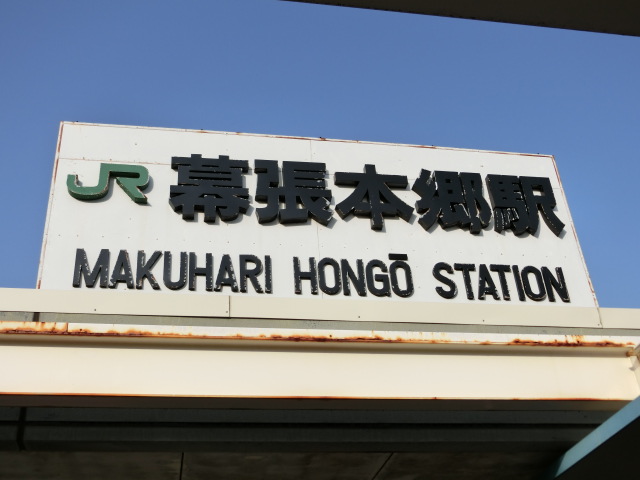 JR 幕張本郷駅
MAKUHARI HONGŌ STATION